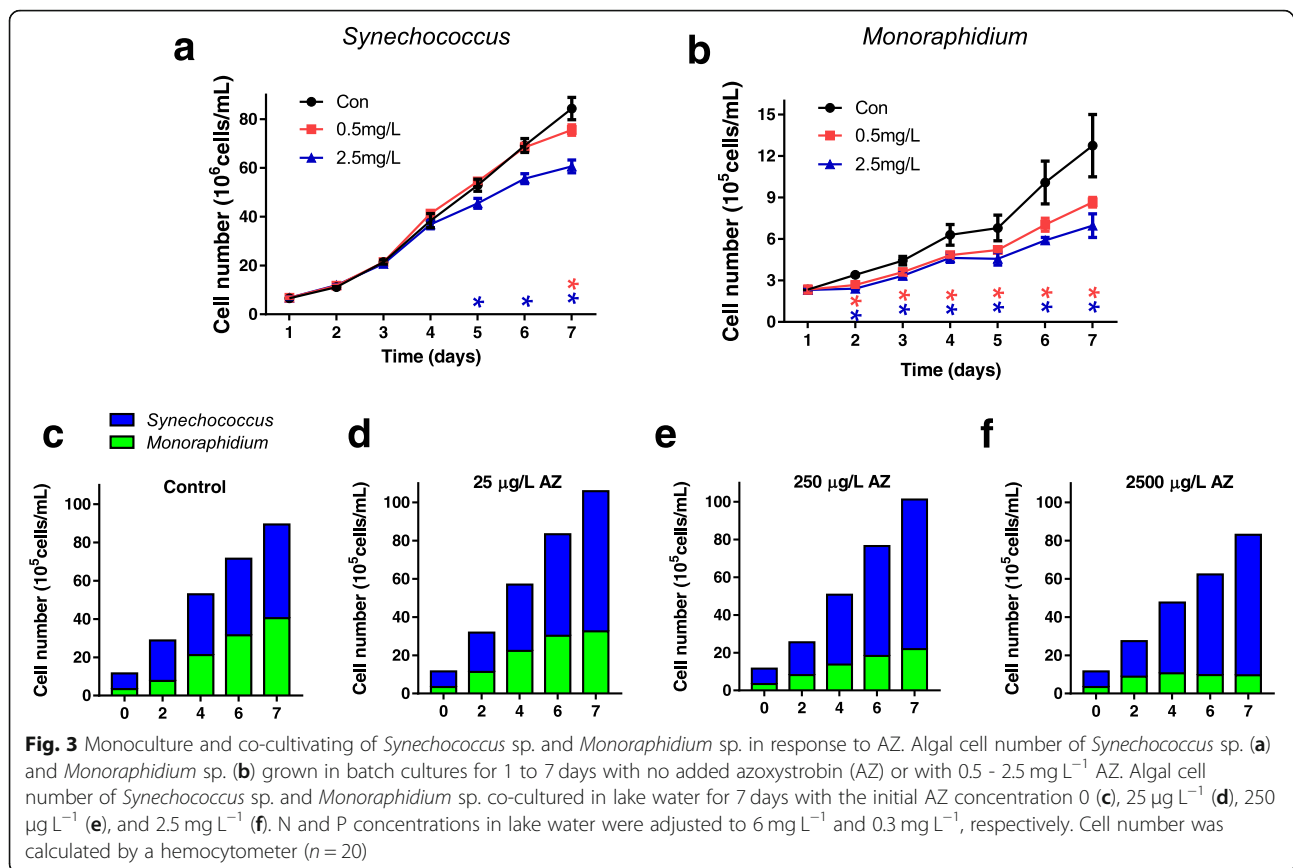 a
Synechococcus
Con
0.5mg/L
2.5mg/L
Cell number (10⁶cells/mL)
80
60
40
20
0
1 2 3 4 5 6 7
Time (days)
b
Monoraphidium
Con
0.5mg/L
2.5mg/L
Cell number (10⁵cells/mL)
15
12
9
6
3
0
1 2 3 4 5 6 7
Time (days)
Synechococcus
Monoraphidium
c
Control
Cell number (10⁵cells/mL)
100
80
60
40
20
0
0 2 4 6 7
d
25 µg/L AZ
Cell number (10⁵cells/mL)
100
80
60
40
20
0
0 2 4 6 7
e
250 µg/L AZ
Cell number (10⁵cells/mL)
100
80
60
40
20
0
0 2 4 6 7
f
2500 µg/L AZ
Cell number (10⁵cells/mL)
100
80
60
40
20
0
0 2 4 6 7
Fig. 3 Monoculture and co-cultivating of Synechococcus sp. and Monoraphidium sp. in response to AZ. Algal cell number of Synechococcus sp. (a)
and Monoraphidium sp. (b) grown in batch cultures for 1 to 7 days with no added azoxystrobin (AZ) or with 0.5 - 2.5 mg L⁻¹ AZ. Algal cell
number of Synechococcus sp. and Monoraphidium sp. co-cultured in lake water for 7 days with the initial AZ concentration 0 (c), 25 µg L⁻¹ (d), 250
µg L⁻¹ (e), and 2.5 mg L⁻¹ (f). N and P concentrations in lake water were adjusted to 6 mg L⁻¹ and 0.3 mg L⁻¹, respectively. Cell number was
calculated by a hemocytometer (n = 20)